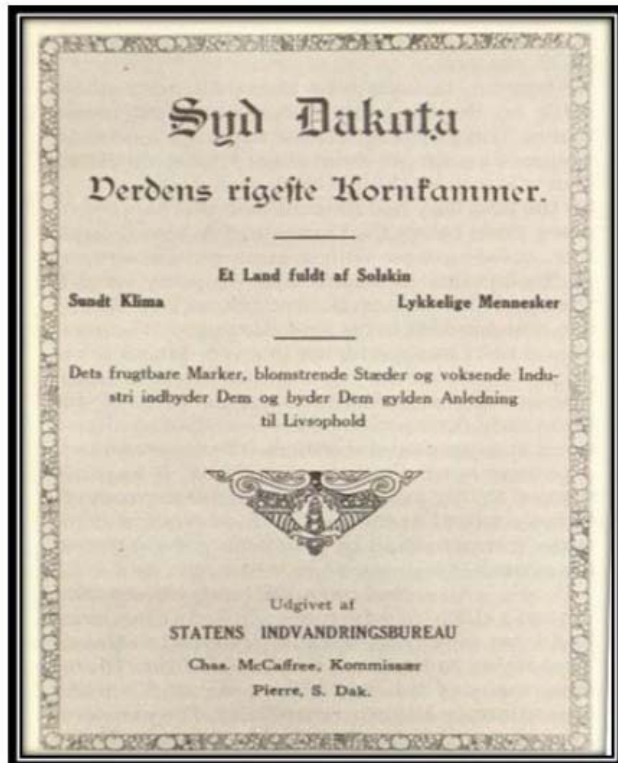 Syd Dakota
Verdens rigeste Kornkammer.
Et Land fuldt af Solskin
Sundt Klima Lykkelige Mennesker
Dets frugtbare Marker, blomstrende Stæder og voksende Indu-
stri indbyder Dem og byder Dem gylden Anledning
til Livsophold
Udgivet af
STATENS INDVANDRINGSBUREAU
Chas. McCaffree, Kommissær
Pierre, S. Dak.